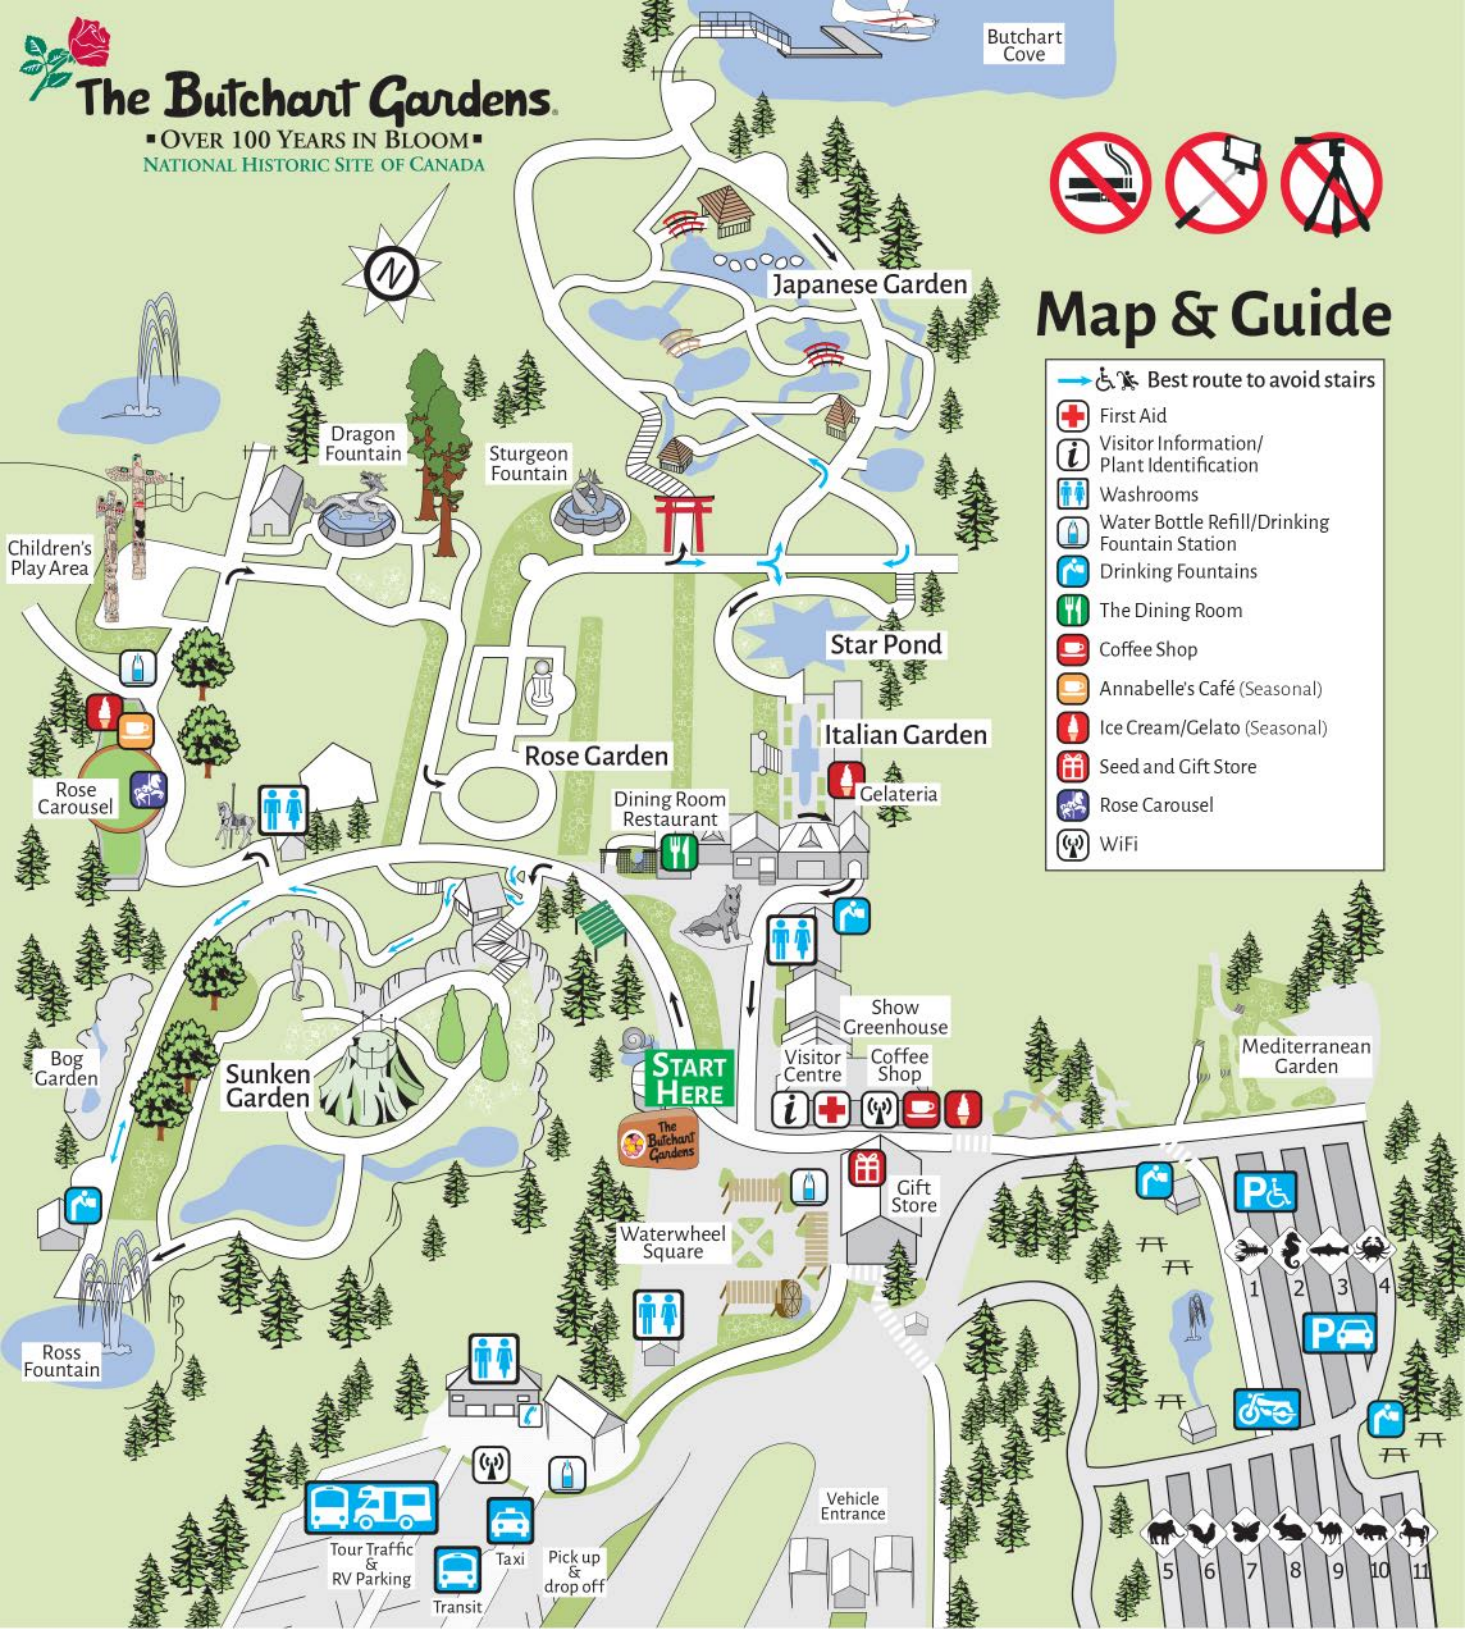 The Butchart Gardens®
▪ OVER 100 YEARS IN BLOOM ▪
NATIONAL HISTORIC SITE OF CANADA
N
Butchart
Cove
Japanese Garden
Map & Guide
Best route to avoid stairs
First Aid
i
Visitor Information/
Plant Identification
Washrooms
Water Bottle Refill/Drinking
Fountain Station
Drinking Fountains
The Dining Room
Coffee Shop
Annabelle's Café (Seasonal)
Ice Cream/Gelato (Seasonal)
Seed and Gift Store
Rose Carousel
WiFi
Dragon
Fountain
Sturgeon
Fountain
Children's
Play Area
Star Pond
Italian Garden
Rose Garden
Gelateria
Rose
Carousel
Dining Room
Restaurant
Show
Greenhouse
Visitor
Centre
Coffee
Shop
i
START
HERE
The
Butchart
Gardens
Mediterranean
Garden
Bog
Garden
Sunken
Garden
Gift
Store
Waterwheel
Square
P
1
2
3
4
P
Ross
Fountain
Vehicle
Entrance
Tour Traffic
&
RV Parking
Transit
Taxi
Pick up
&
drop off
5
6
7
8
9
10
11